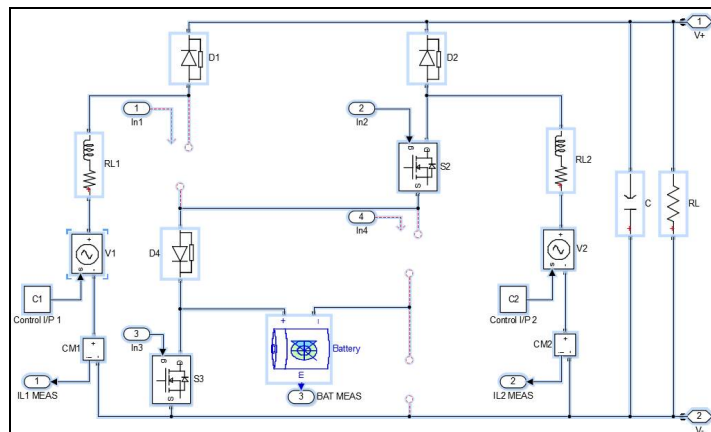 1
V+
D1
D2
1
In1
2
In2
g
D
S2
S
RL1
RL2
C
RL
4
In4
D4
+
V1
-
s
+
V2
-
s
C1
Control I/P 1
C2
Control I/P 2
+ −
Battery
E
3
In3
g
D
S3
S
CM1
+
-
CM2
+
-
1
IL1 MEAS
3
BAT MEAS
2
IL2 MEAS
2
V-